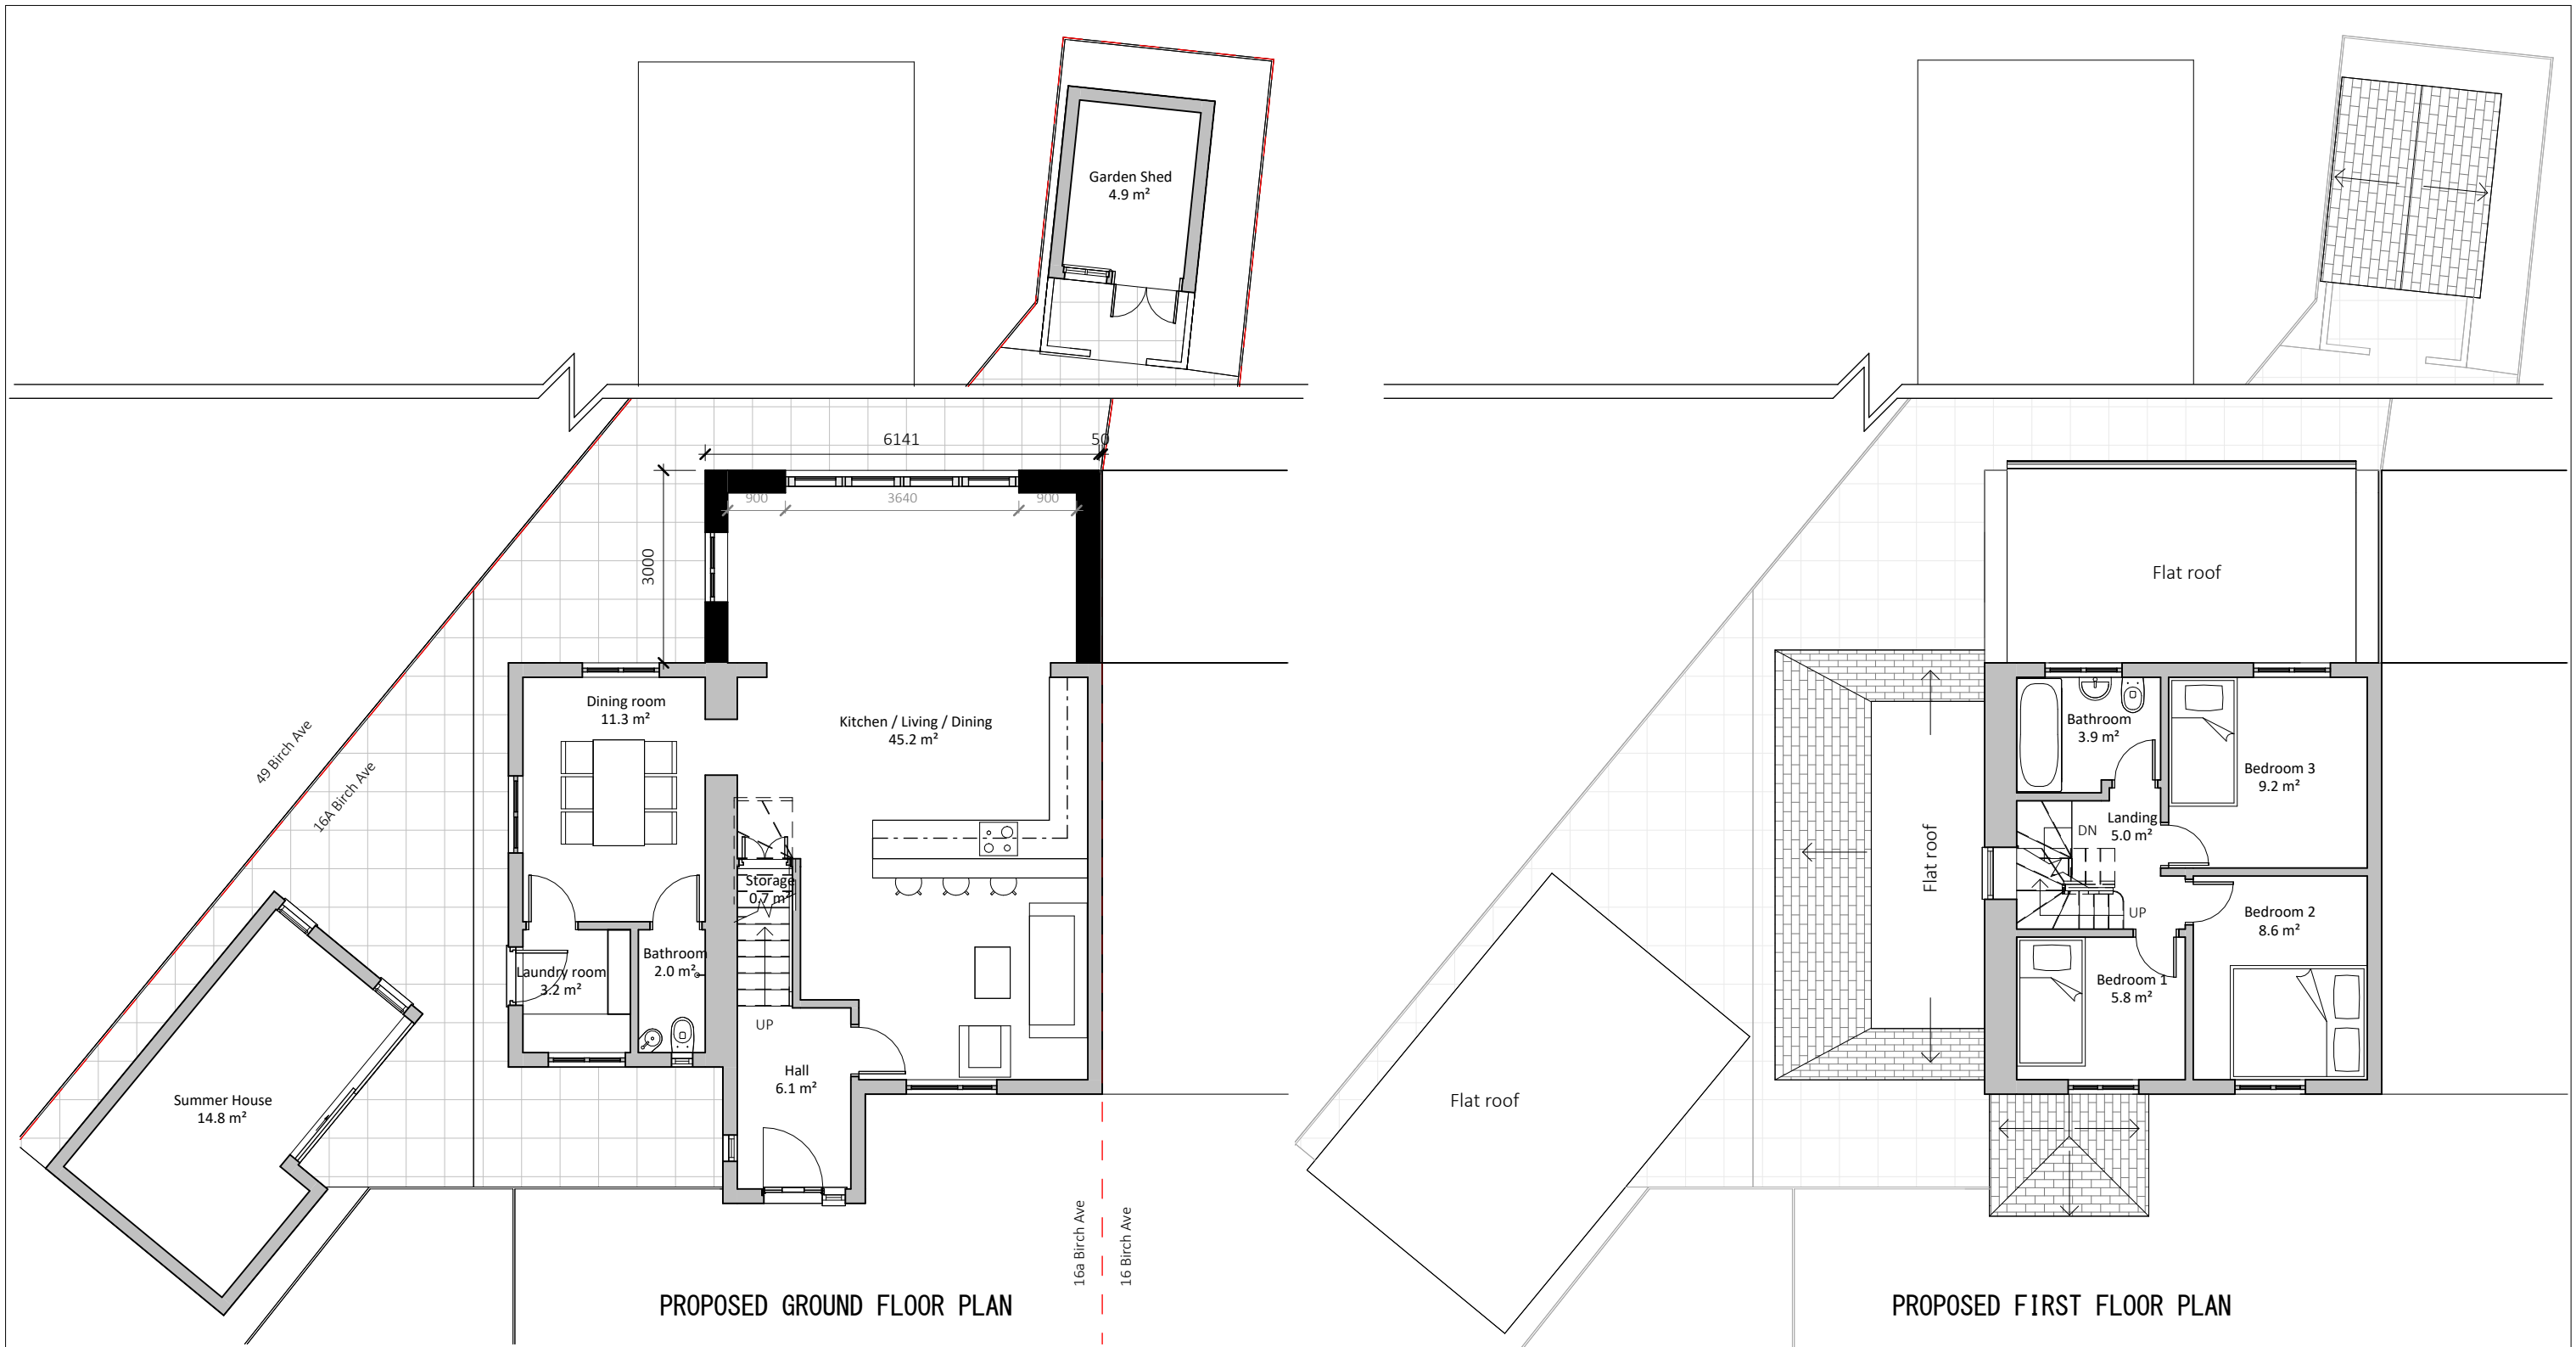 Garden Shed
4.9 m²
6141
50
900
3640
900
3000
Dining room
11.3 m²
Kitchen / Living / Dining
45.2 m²
49 Birch Ave
16A Birch Ave
Storage
0.7 m²
Laundry room
3.2 m²
Bathroom
2.0 m²
UP
Hall
6.1 m²
Summer House
14.8 m²
16a Birch Ave
16 Birch Ave
PROPOSED GROUND FLOOR PLAN
Flat roof
Bathroom
3.9 m²
Bedroom 3
9.2 m²
Landing
5.0 m²
DN
Flat roof
UP
Bedroom 2
8.6 m²
Bedroom 1
5.8 m²
Flat roof
PROPOSED FIRST FLOOR PLAN